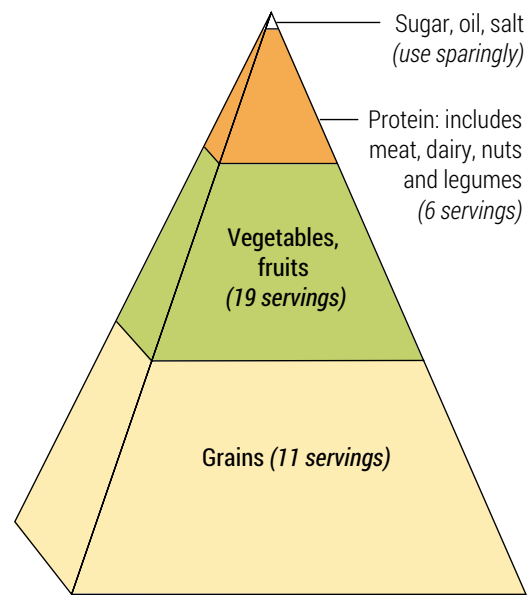 Sugar, oil, salt
(use sparingly)
Protein: includes
meat, dairy, nuts
and legumes
(6 servings)
Vegetables,
fruits
(19 servings)
Grains (11 servings)